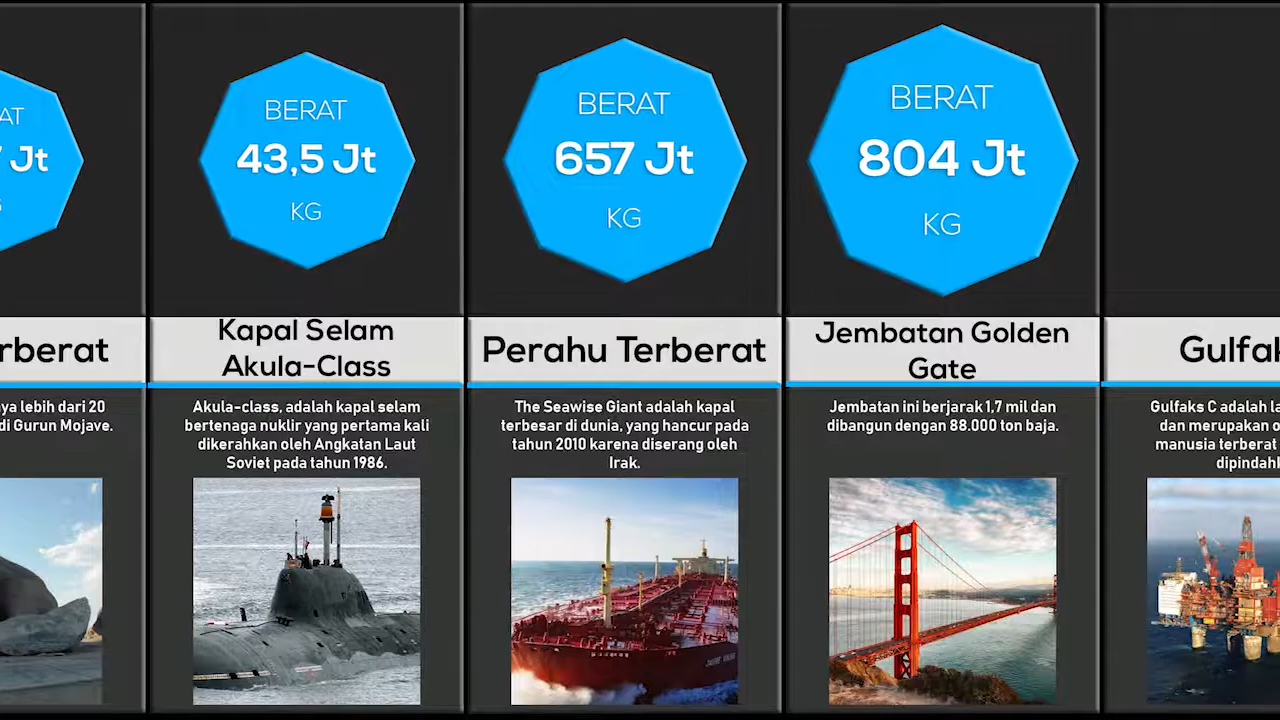 Jt
rberat
ya lebih dari 20
di Gurun Mojave.
BERAT
43,5 Jt
KG
Kapal Selam
Akula-Class
Akula-class, adalah kapal selam
bertenaga nuklir yang pertama kali
dikerahkan oleh Angkatan Laut
Soviet pada tahun 1986.
BERAT
657 Jt
KG
Perahu Terberat
The Seawise Giant adalah kapal
terbesar di dunia, yang hancur pada
tahun 2010 karena diserang oleh
Irak.
BERAT
804 Jt
KG
Jembatan Golden
Gate
Jembatan ini berjarak 1,7 mil dan
dibangun dengan 88.000 ton baja.
Gulfak
Gulfaks C adalah la
dan merupakan o
manusia terberat
dipindahk